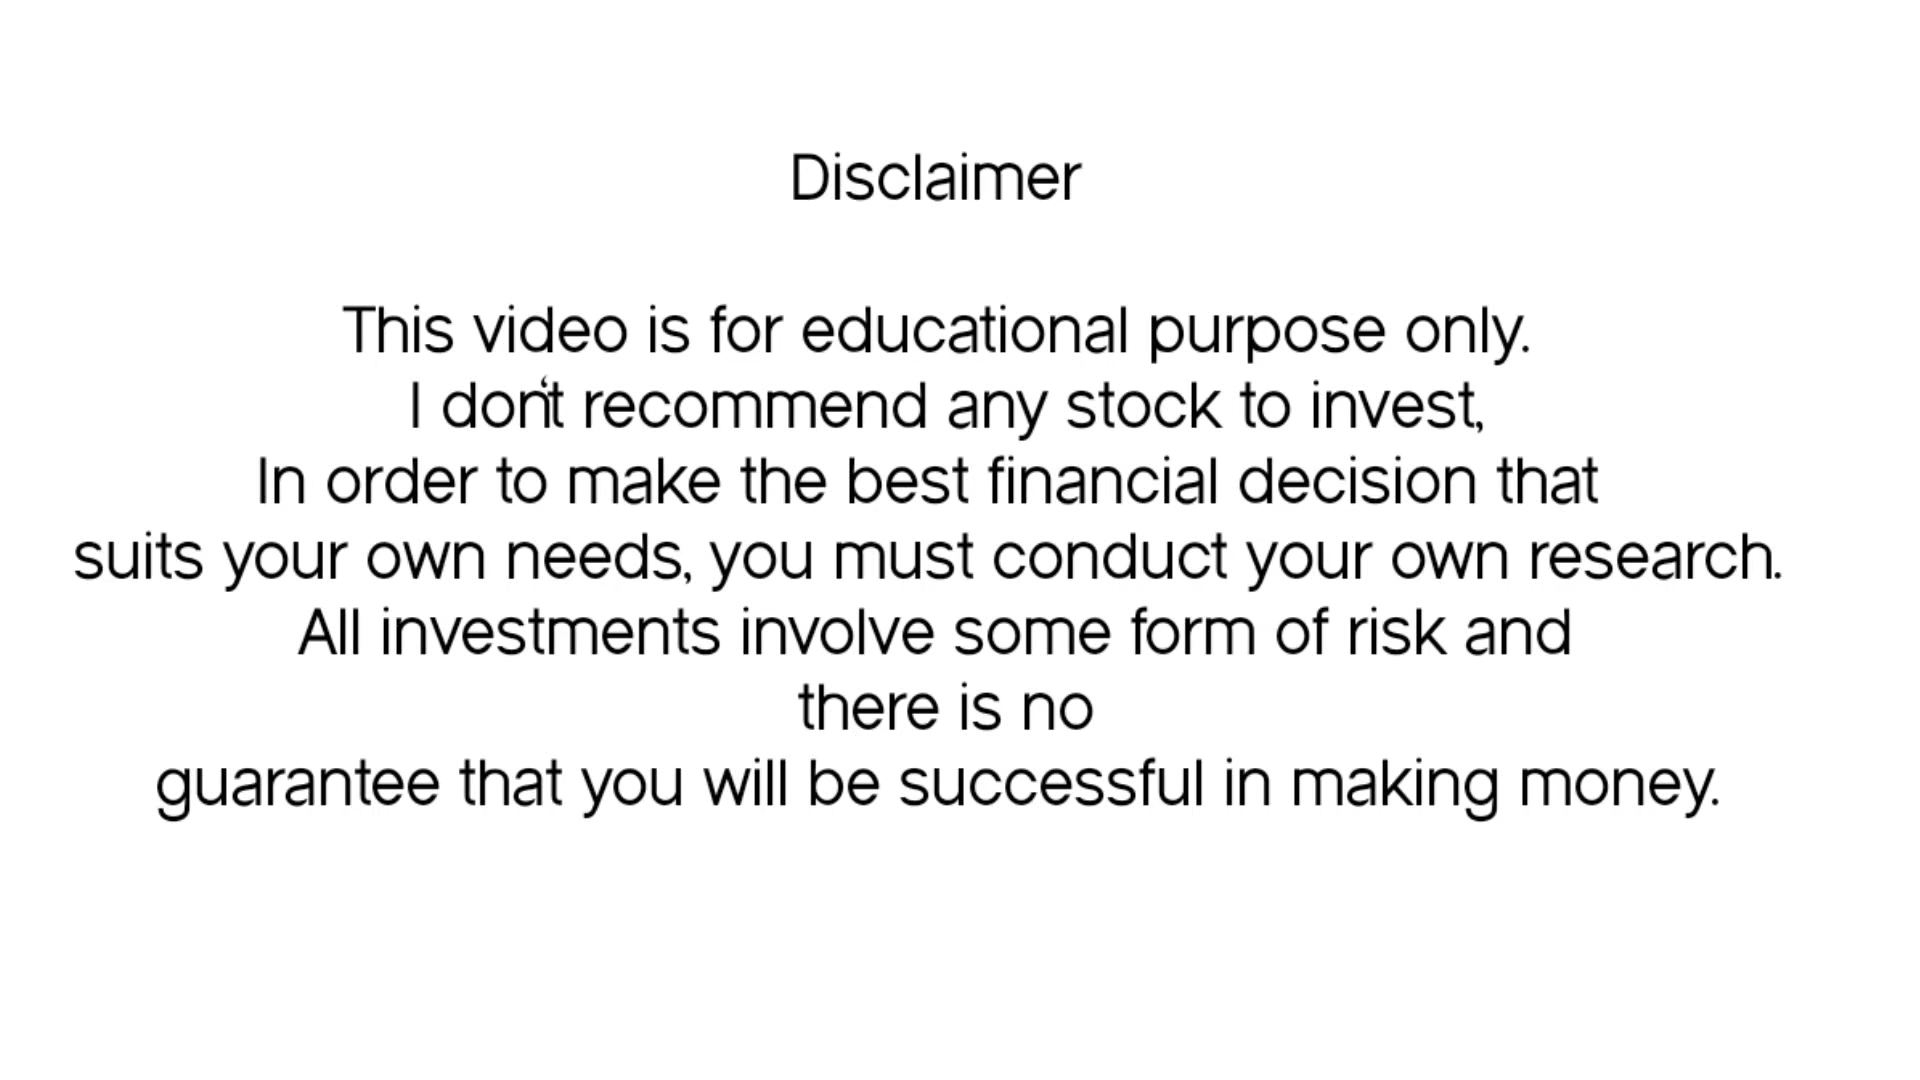 Disclaimer
This video is for educational purpose only.
I don‘t recommend any stock to invest,
In order to make the best financial decision that
suits your own needs, you must conduct your own research.
All investments involve some form of risk and
there is no
guarantee that you will be successful in making money.